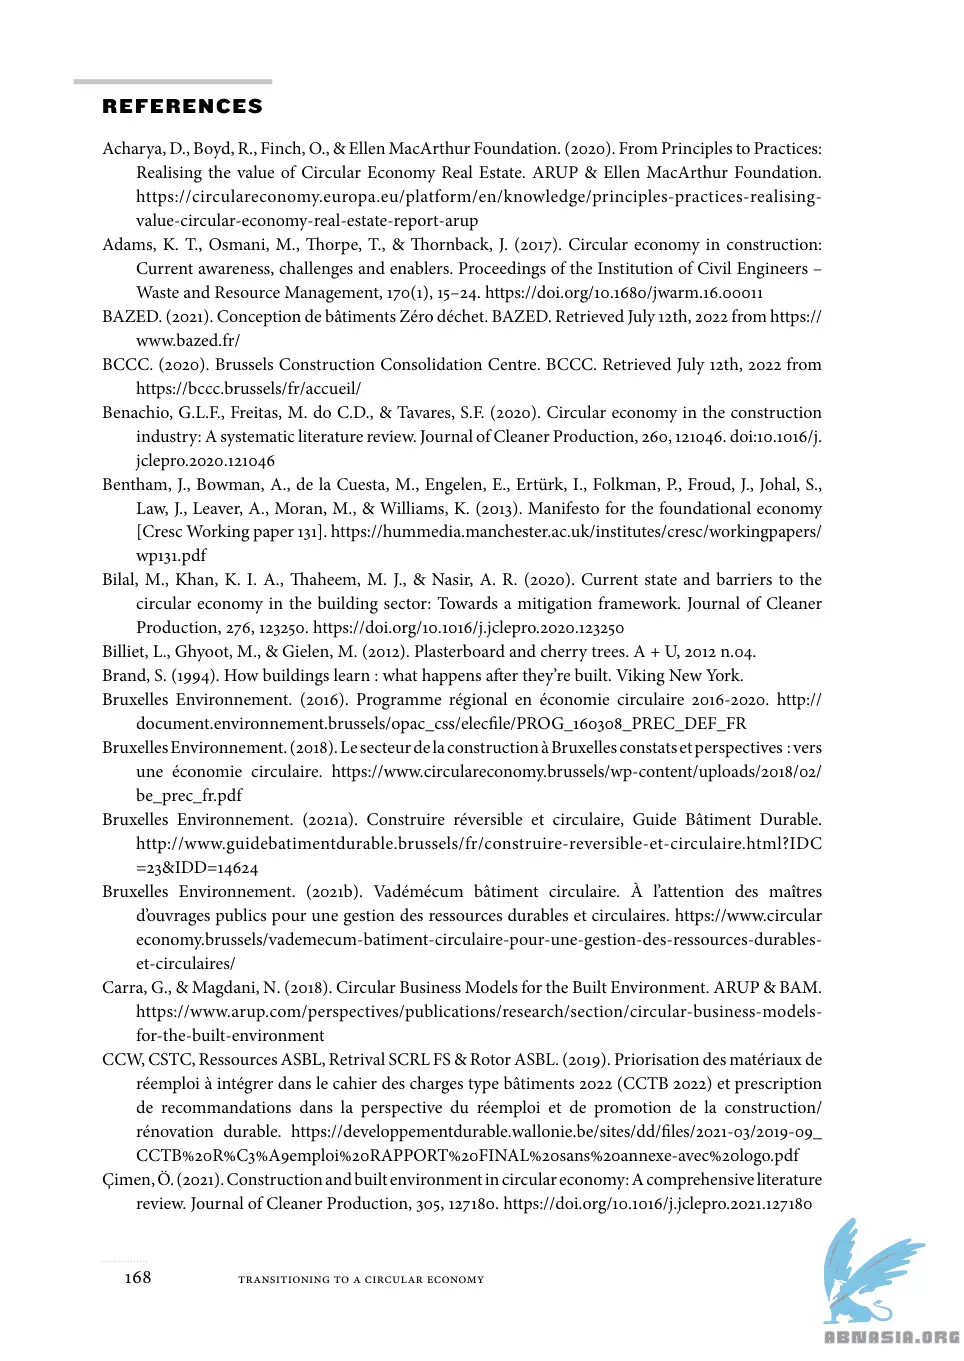 REFERENCES
Acharya, D., Boyd, R., Finch, O., & Ellen MacArthur Foundation. (2020). From Principles to Practices:
Realising the value of Circular Economy Real Estate. ARUP & Ellen MacArthur Foundation.
https://circulareconomy.europa.eu/platform/en/knowledge/principles-practices-realising-
value-circular-economy-real-estate-report-arup
Adams, K. T., Osmani, M., Thorpe, T., & Thornback, J. (2017). Circular economy in construction:
Current awareness, challenges and enablers. Proceedings of the Institution of Civil Engineers –
Waste and Resource Management, 170(1), 15–24. https://doi.org/10.1680/jwarm.16.00011
BAZED. (2021). Conception de bâtiments Zéro déchet. BAZED. Retrieved July 12th, 2022 from https://
www.bazed.fr/
BCCC. (2020). Brussels Construction Consolidation Centre. BCCC. Retrieved July 12th, 2022 from
https://bccc.brussels/fr/accueil/
Benachio, G.L.F., Freitas, M. do C.D., & Tavares, S.F. (2020). Circular economy in the construction
industry: A systematic literature review. Journal of Cleaner Production, 260, 121046. doi:10.1016/j.
jclepro.2020.121046
Bentham, J., Bowman, A., de la Cuesta, M., Engelen, E., Ertürk, I., Folkman, P., Froud, J., Johal, S.,
Law, J., Leaver, A., Moran, M., & Williams, K. (2013). Manifesto for the foundational economy
[Cresc Working paper 131]. https://hummedia.manchester.ac.uk/institutes/cresc/workingpapers/
wp131.pdf
Bilal, M., Khan, K. I. A., Thaheem, M. J., & Nasir, A. R. (2020). Current state and barriers to the
circular economy in the building sector: Towards a mitigation framework. Journal of Cleaner
Production, 276, 123250. https://doi.org/10.1016/j.jclepro.2020.123250
Billiet, L., Ghyoot, M., & Gielen, M. (2012). Plasterboard and cherry trees. A + U, 2012 n.04.
Brand, S. (1994). How buildings learn : what happens after they're built. Viking New York.
Bruxelles Environnement. (2016). Programme régional en économie circulaire 2016-2020. http://
document.environnement.brussels/opac_css/elecfile/PROG_160308_PREC_DEF_FR
Bruxelles Environnement. (2018). Le secteur de la construction à Bruxelles constats et perspectives : vers
une économie circulaire. https://www.circulareconomy.brussels/wp-content/uploads/2018/02/
be_prec_fr.pdf
Bruxelles Environnement. (2021a). Construire réversible et circulaire, Guide Bâtiment Durable.
http://www.guidebatimentdurable.brussels/fr/construire-reversible-et-circulaire.html?IDC
=23&IDD=14624
Bruxelles Environnement. (2021b). Vadémécum bâtiment circulaire. À l'attention des maîtres
d'ouvrages publics pour une gestion des ressources durables et circulaires. https://www.circular
economy.brussels/vademecum-batiment-circulaire-pour-une-gestion-des-ressources-durables-
et-circulaires/
Carra, G., & Magdani, N. (2018). Circular Business Models for the Built Environment. ARUP & BAM.
https://www.arup.com/perspectives/publications/research/section/circular-business-models-
for-the-built-environment
CCW, CSTC, Ressources ASBL, Retrival SCRL FS & Rotor ASBL. (2019). Priorisation des matériaux de
réemploi à intégrer dans le cahier des charges type bâtiments 2022 (CCTB 2022) et prescription
de recommandations dans la perspective du réemploi et de promotion de la construction/
rénovation durable. https://developpementdurable.wallonie.be/sites/dd/files/2021-03/2019-09_
CCTB%20R%C3%A9emploi%20RAPPORT%20FINAL%20sans%20annexe-avec%20logo.pdf
Çimen, Ö. (2021). Construction and built environment in circular economy: A comprehensive literature
review. Journal of Cleaner Production, 305, 127180. https://doi.org/10.1016/j.jclepro.2021.127180
168 TRANSITIONING TO A CIRCULAR ECONOMY
ABNASIA.ORG